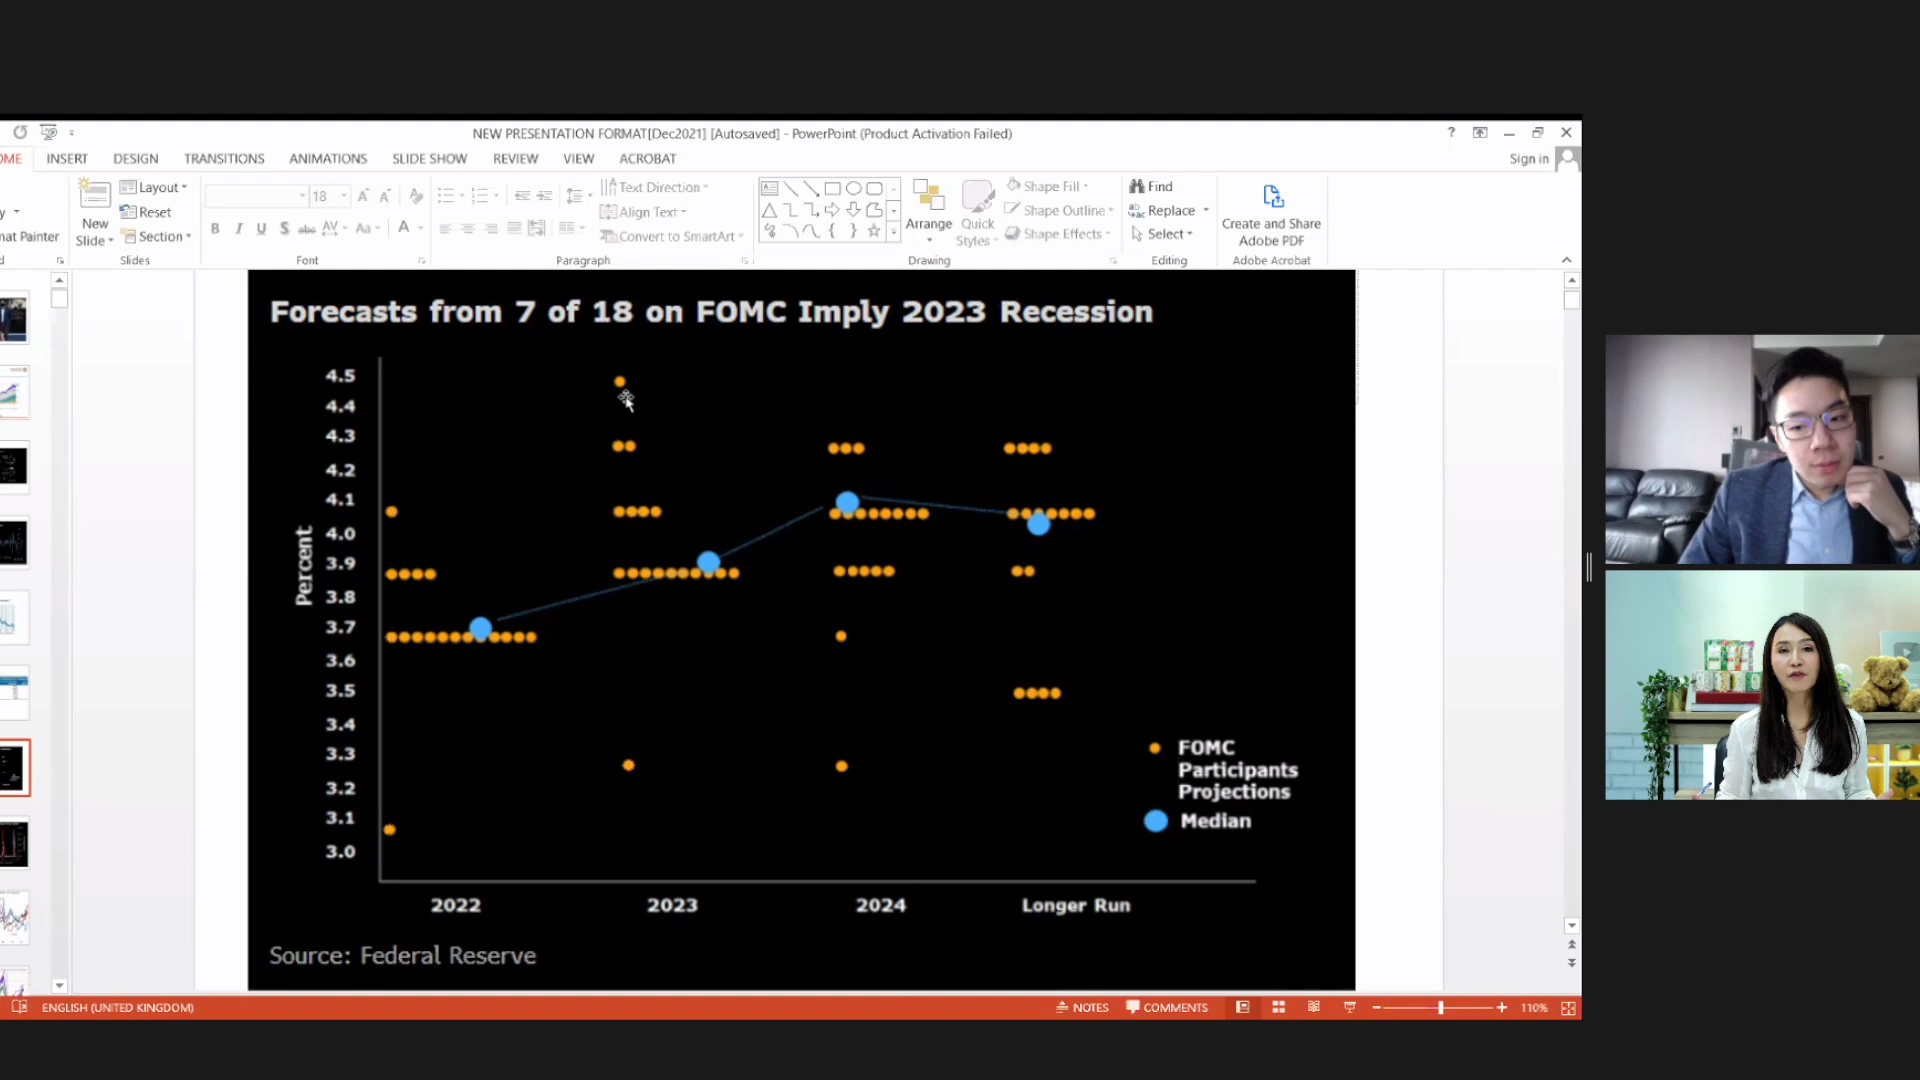 NEW PRESENTATION FORMAT[Dec2021] [Autosaved] - PowerPoint (Product Activation Failed)
?
OME INSERT DESIGN TRANSITIONS ANIMATIONS SLIDE SHOW REVIEW VIEW ACROBAT
Sign in
Layout
Reset
Section
New
Slide
Slides
mat Painter
18
B I U S abc AV Aa A
Font
Text Direction
Align Text
Convert to SmartArt
Paragraph
Arrange
Quick
Styles
Shape Fill
Shape Outline
Shape Effects
Drawing
Find
Replace
Select
Editing
Create and Share
Adobe PDF
Adobe Acrobat
Forecasts from 7 of 18 on FOMC Imply 2023 Recession
Percent
4.5
4.4
4.3
4.2
4.1
4.0
3.9
3.8
3.7
3.6
3.5
3.4
3.3
3.2
3.1
3.0
2022 2023 2024 Longer Run
FOMC
Participants
Projections
Median
Source: Federal Reserve
ENGLISH (UNITED KINGDOM)
NOTES COMMENTS
110%